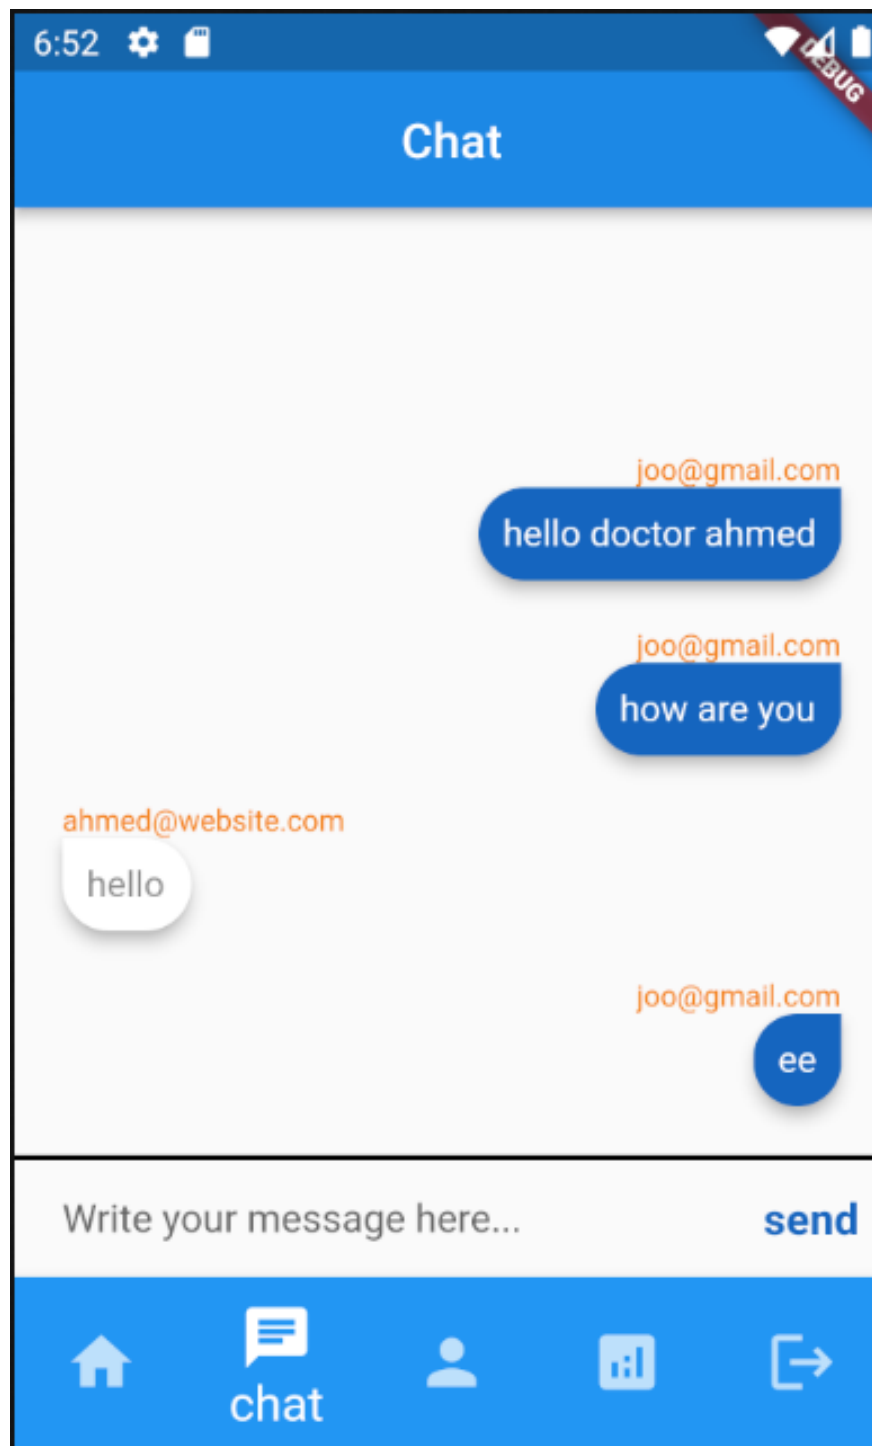 6:52
DEBUG
Chat
joo@gmail.com
hello doctor ahmed
joo@gmail.com
how are you
ahmed@website.com
hello
joo@gmail.com
ee
Write your message here... send
chat